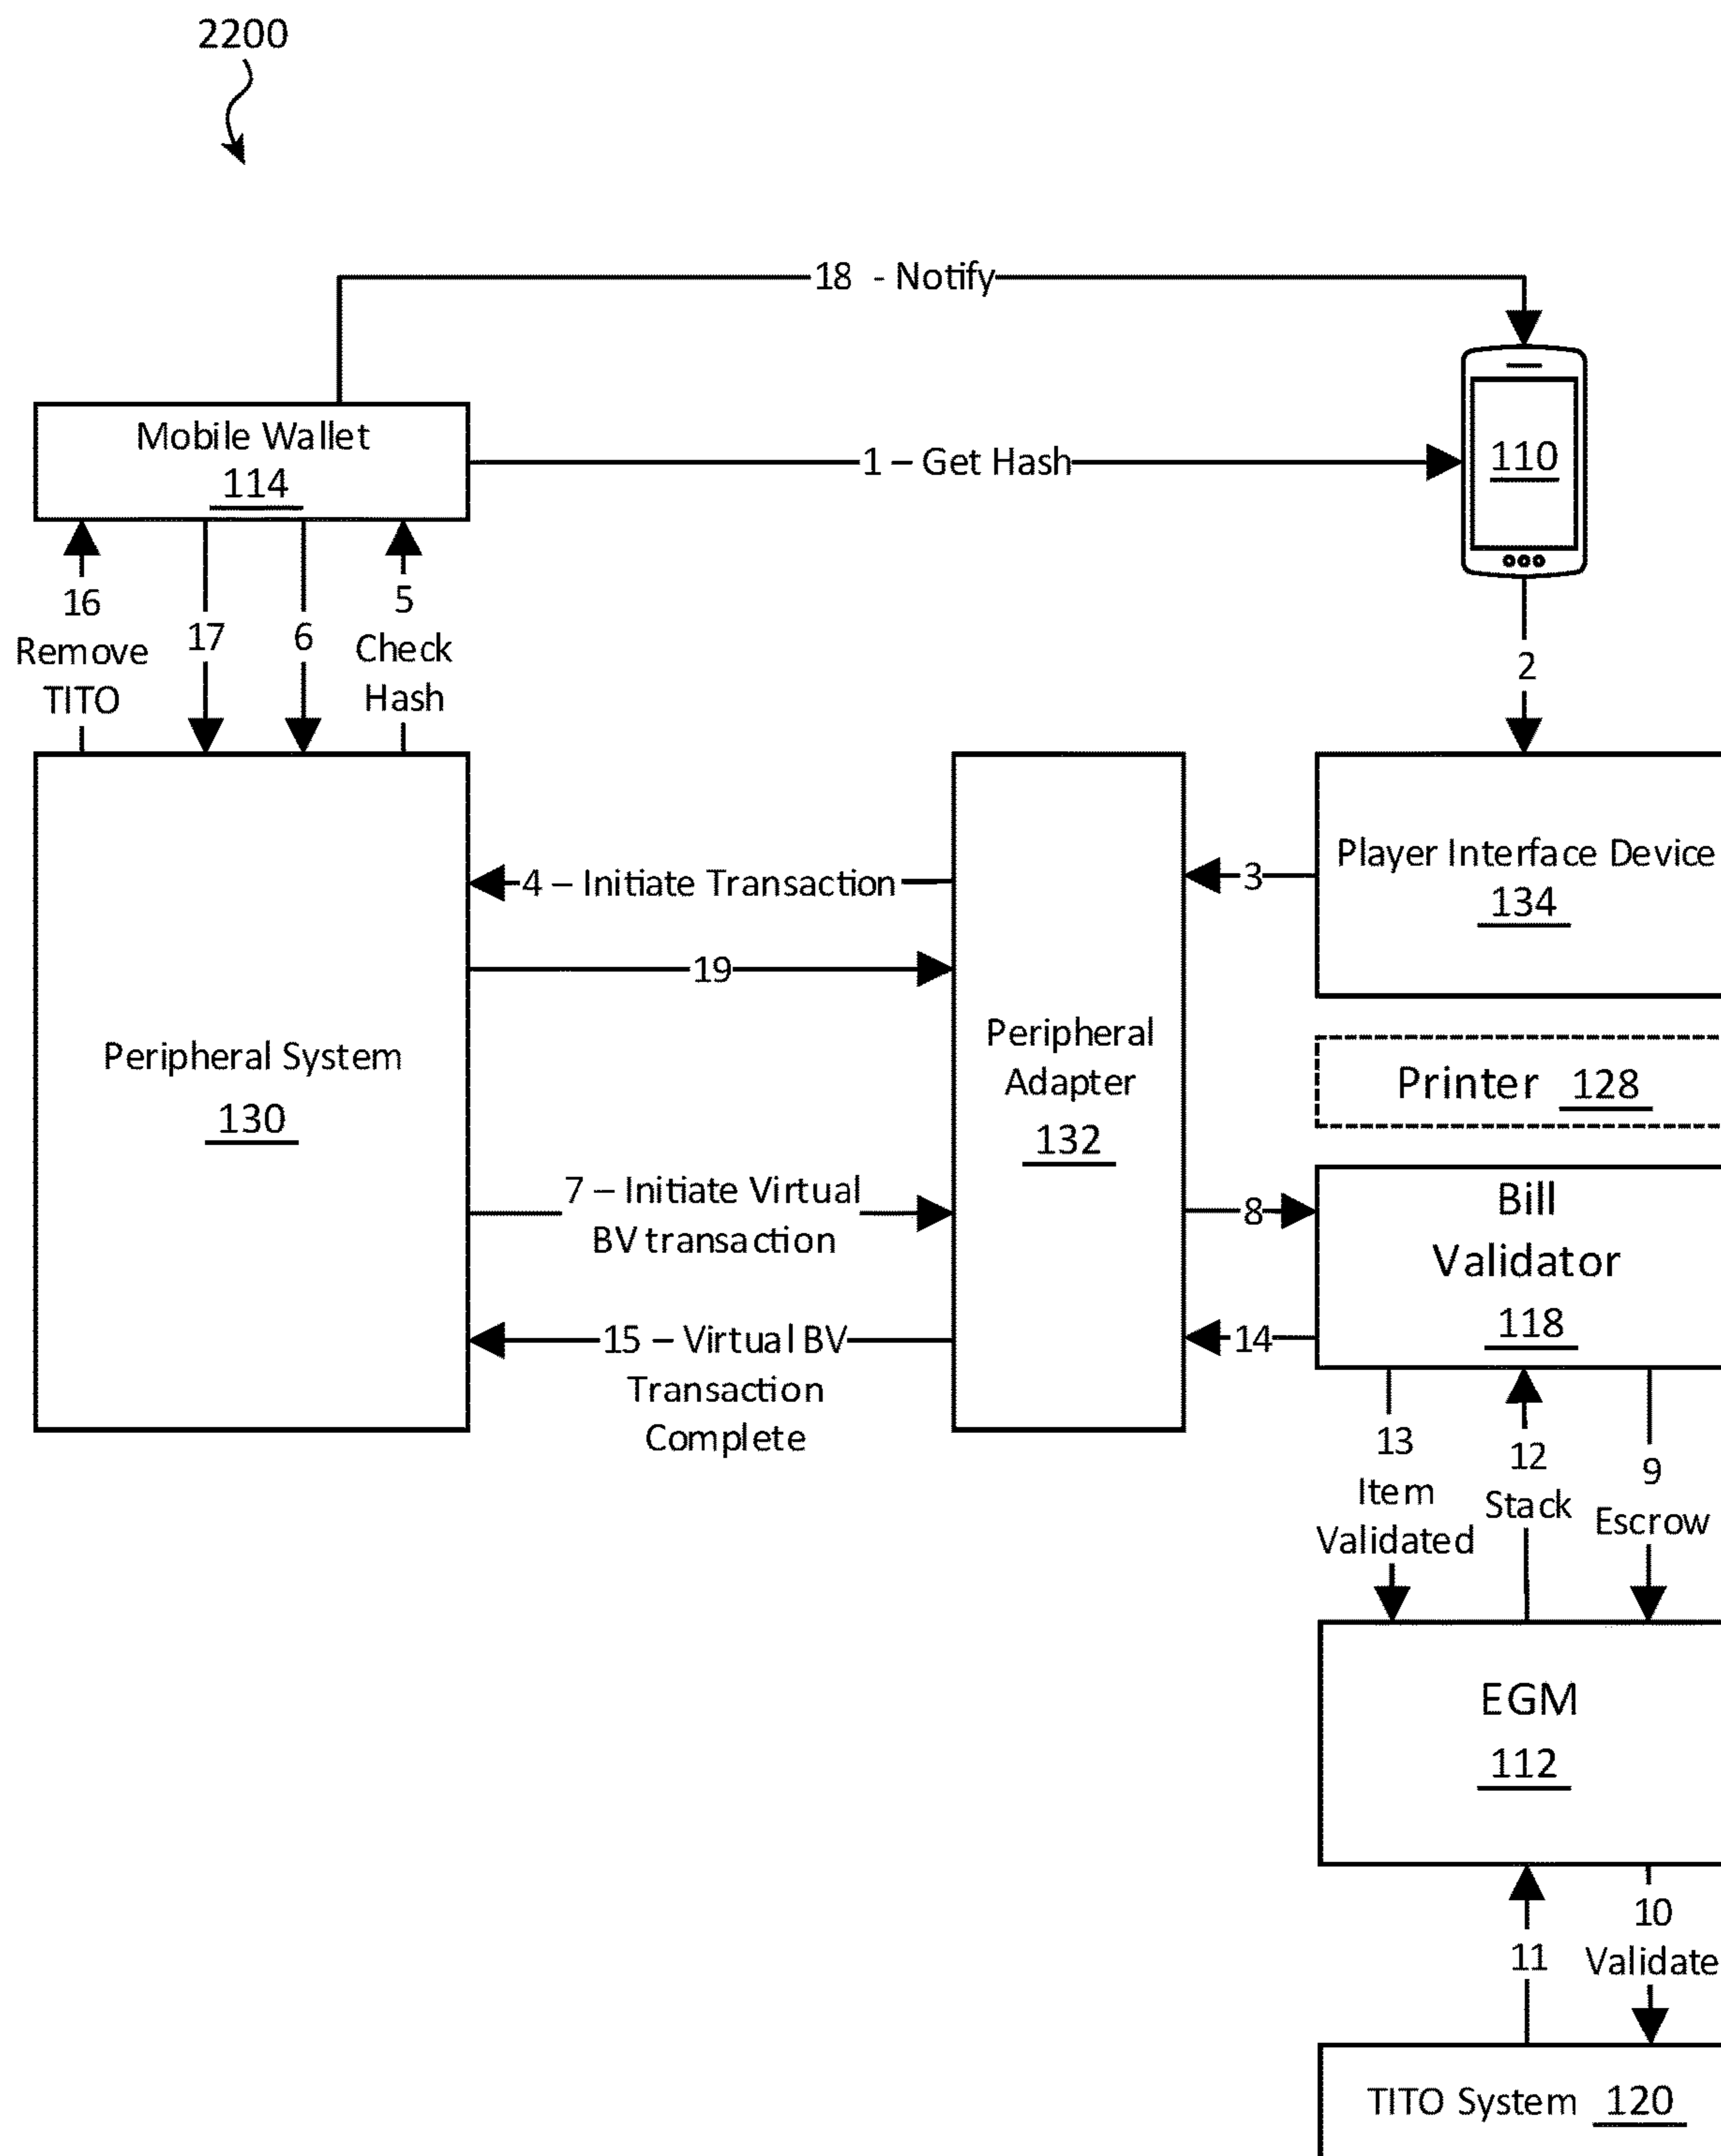 2200
18 - Notify
Mobile Wallet
114
1 – Get Hash
110
16
Remove
TITO
17
6
5
Check
Hash
2
4 – Initiate Transaction
3
Player Interface Device
134
19
Peripheral System
130
Peripheral
Adapter
132
Printer 128
7 – Initiate Virtual
BV transaction
8
Bill
Validator
118
15 – Virtual BV
Transaction
Complete
14
13
Item
Validated
12
Stack
9
Escrow
EGM
112
11
10
Validate
TITO System 120